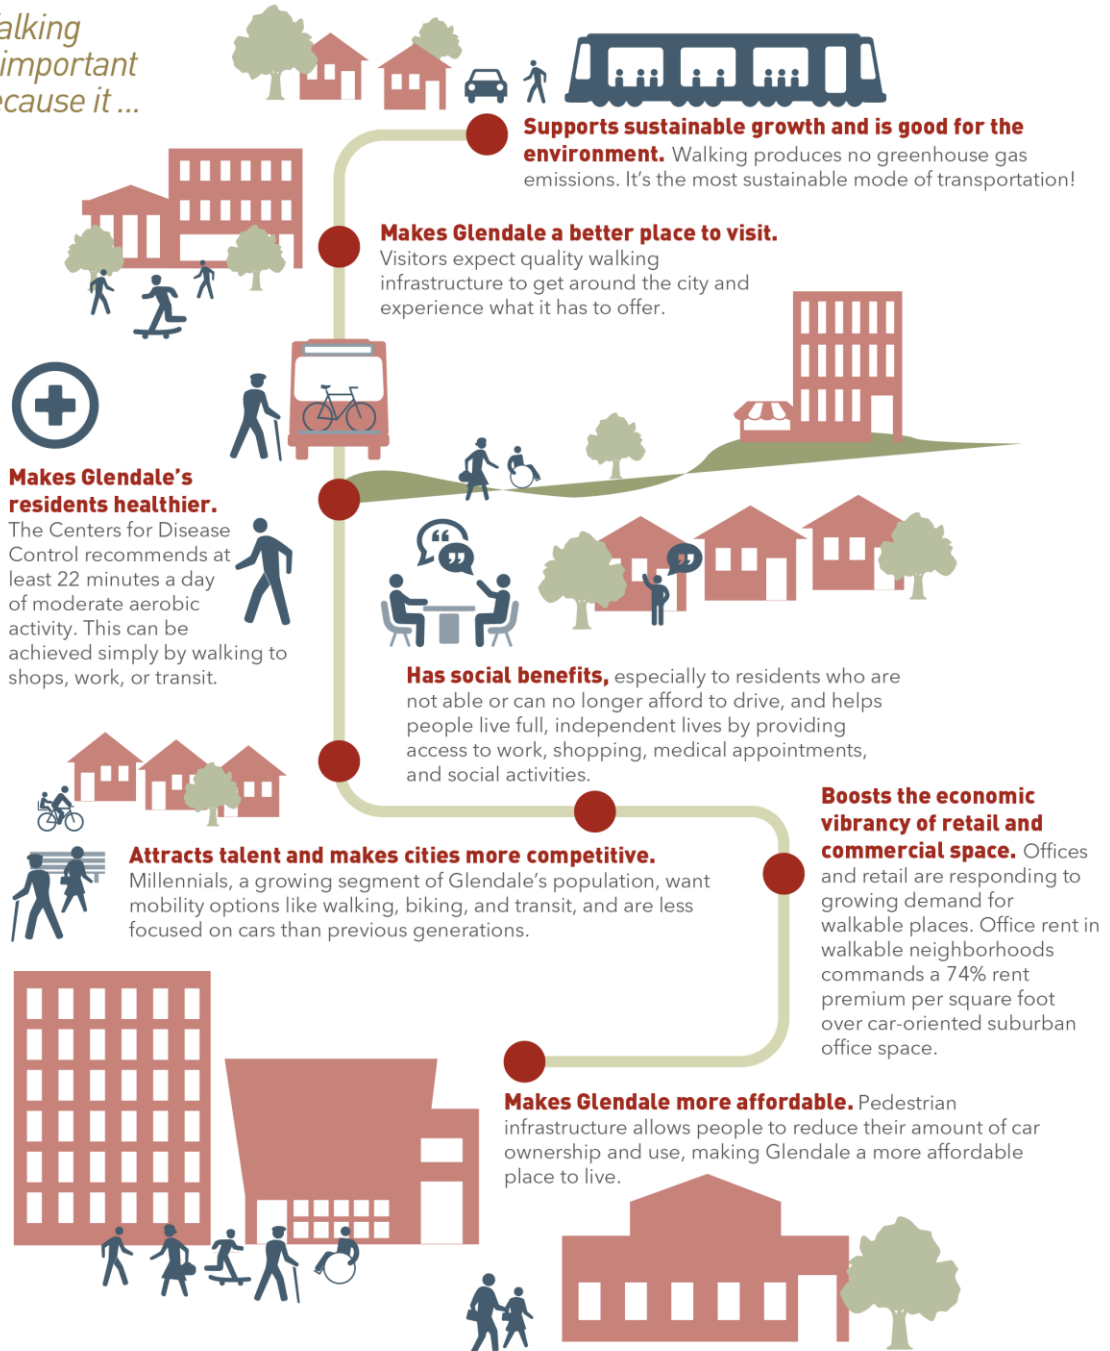 alking
important
ecause it ...
Supports sustainable growth and is good for the
environment. Walking produces no greenhouse gas
emissions. It's the most sustainable mode of transportation!
Makes Glendale a better place to visit.
Visitors expect quality walking
infrastructure to get around the city and
experience what it has to offer.
Makes Glendale's
residents healthier.
The Centers for Disease
Control recommends at
least 22 minutes a day
of moderate aerobic
activity. This can be
achieved simply by walking to
shops, work, or transit.
Has social benefits, especially to residents who are
not able or can no longer afford to drive, and helps
people live full, independent lives by providing
access to work, shopping, medical appointments,
and social activities.
Attracts talent and makes cities more competitive.
Millennials, a growing segment of Glendale's population, want
mobility options like walking, biking, and transit, and are less
focused on cars than previous generations.
Boosts the economic
vibrancy of retail and
commercial space. Offices
and retail are responding to
growing demand for
walkable places. Office rent in
walkable neighborhoods
commands a 74% rent
premium per square foot
over car-oriented suburban
office space.
Makes Glendale more affordable. Pedestrian
infrastructure allows people to reduce their amount of car
ownership and use, making Glendale a more affordable
place to live.